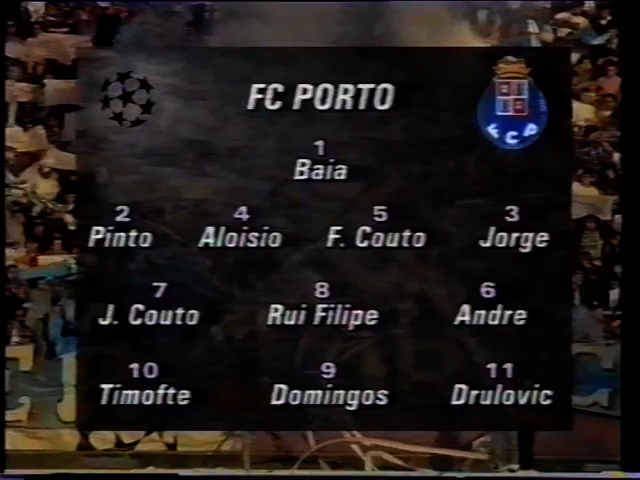 FC PORTO
FCP
1
Baia
2 4 5 3
Pinto Aloisio F. Couto Jorge
7 8 6
J. Couto Rui Filipe Andre
10 9 11
Timofte Domingos Drulovic